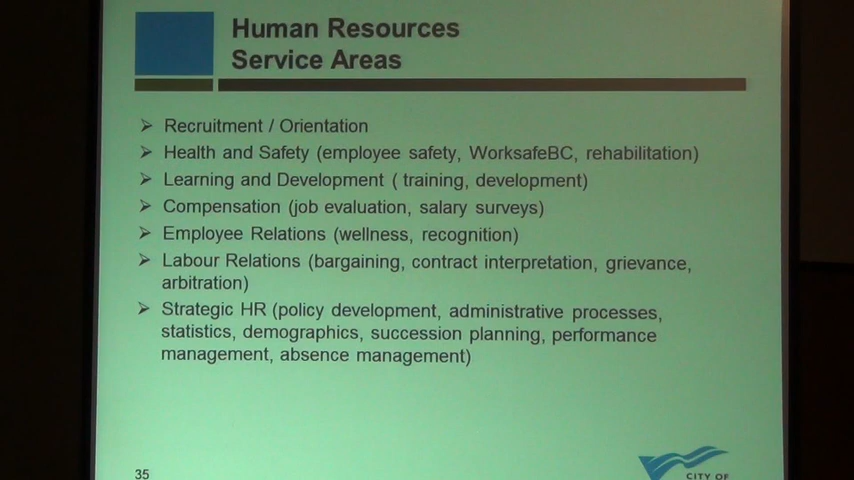 Human Resources
Service Areas
➢ Recruitment / Orientation
➢ Health and Safety (employee safety, WorksafeBC, rehabilitation)
➢ Learning and Development ( training, development)
➢ Compensation (job evaluation, salary surveys)
➢ Employee Relations (wellness, recognition)
➢ Labour Relations (bargaining, contract interpretation, grievance,
arbitration)
➢ Strategic HR (policy development, administrative processes,
statistics, demographics, succession planning, performance
management, absence management)
35
CITY OF